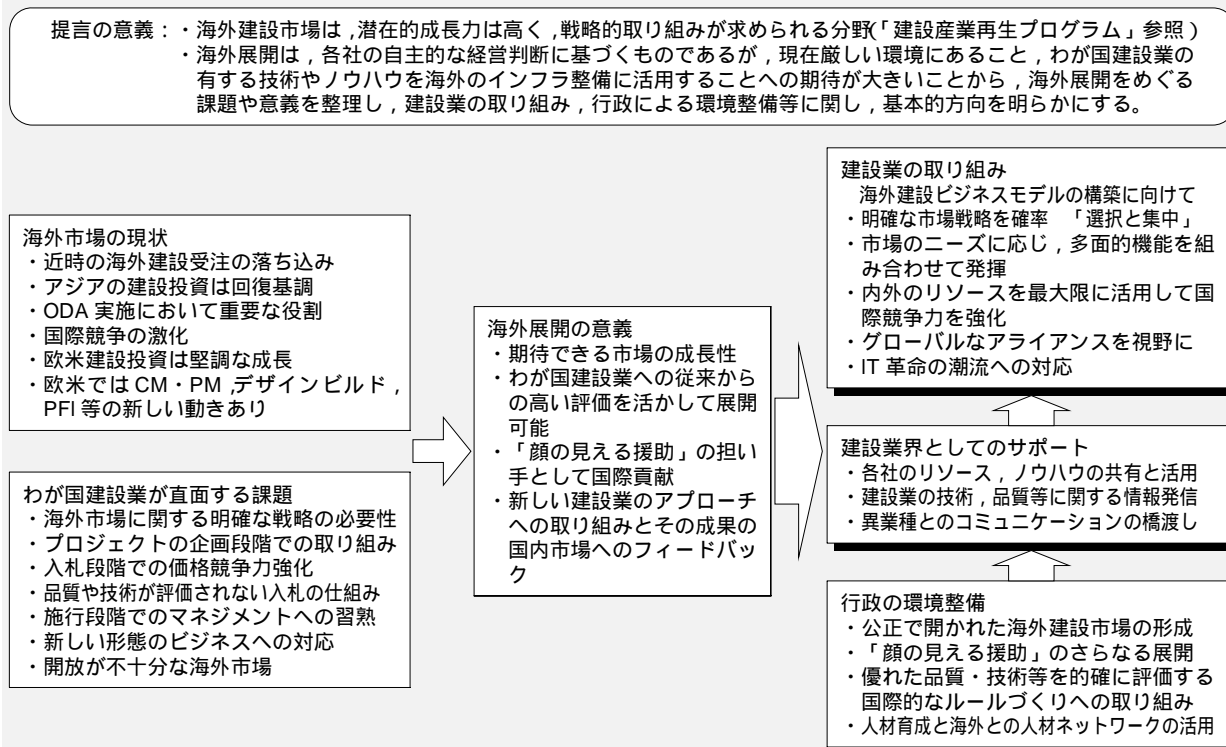 提言の意義：・海外建設市場は，潜在的成長力は高く，戦略的取り組みが求められる分野(「建設産業再生プログラム」参照)
・海外展開は，各社の自主的な経営判断に基づくものであるが，現在厳しい環境にあること，わが国建設業の
有する技術やノウハウを海外のインフラ整備に活用することへの期待が大きいことから，海外展開をめぐる
課題や意義を整理し，建設業の取り組み，行政による環境整備等に関し，基本的方向を明らかにする。
海外市場の現状
・近時の海外建設受注の落ち込み
・アジアの建設投資は回復基調
・ODA 実施において重要な役割
・国際競争の激化
・欧米建設投資は堅調な成長
・欧米では CM・PM，デザインビルド，
PFI 等の新しい動きあり
わが国建設業が直面する課題
・海外市場に関する明確な戦略の必要性
・プロジェクトの企画段階での取り組み
・入札段階での価格競争力強化
・品質や技術が評価されない入札の仕組み
・施行段階でのマネジメントへの習熟
・新しい形態のビジネスへの対応
・開放が不十分な海外市場
海外展開の意義
・期待できる市場の成長性
・わが国建設業への従来から
の高い評価を活かして展開
可能
・「顔の見える援助」の担い
手として国際貢献
・新しい建設業のアプローチ
への取り組みとその成果の
国内市場へのフィードバッ
ク
建設業の取り組み
海外建設ビジネスモデルの構築に向けて
・明確な市場戦略を確率　「選択と集中」
・市場のニーズに応じ，多面的機能を組
み合わせて発揮
・内外のリソースを最大限に活用して国
際競争力を強化
・グローバルなアライアンスを視野に
・IT 革命の潮流への対応
建設業界としてのサポート
・各社のリソース，ノウハウの共有と活用
・建設業の技術，品質等に関する情報発信
・異業種とのコミュニケーションの橋渡し
行政の環境整備
・公正で開かれた海外建設市場の形成
・「顔の見える援助」のさらなる展開
・優れた品質・技術等を的確に評価する
国際的なルールづくりへの取り組み
・人材育成と海外との人材ネットワークの活用